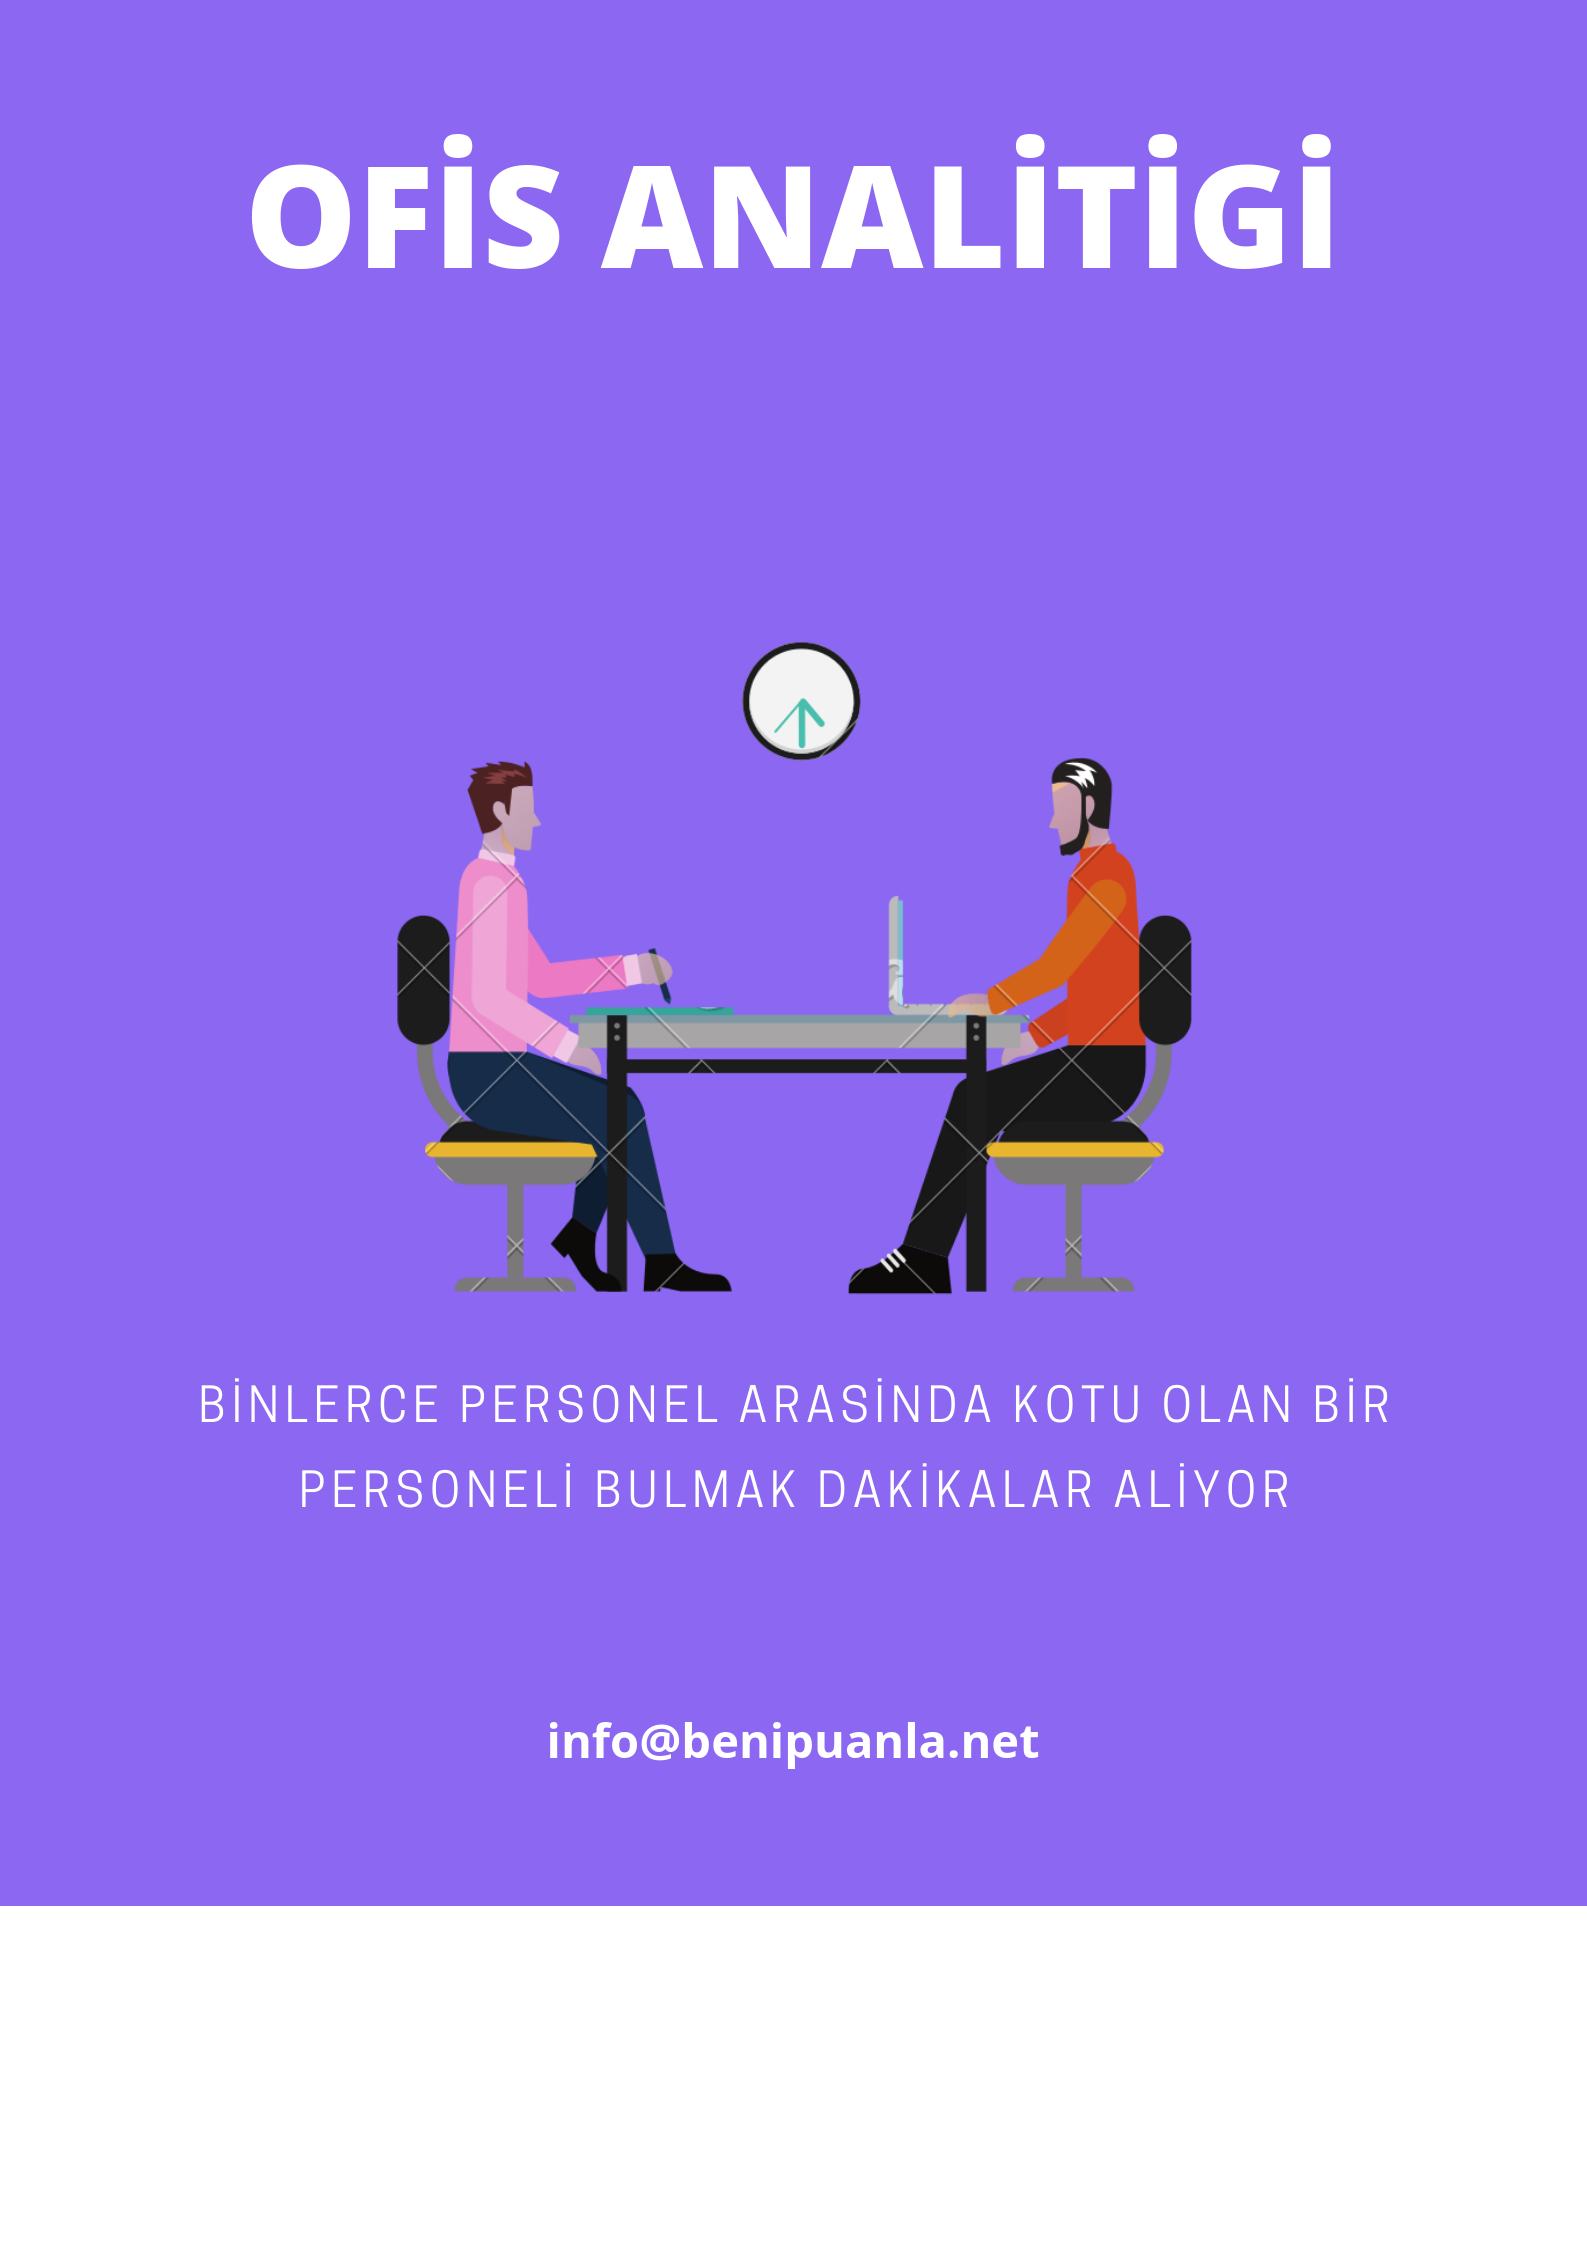 OFİS ANALİTİGİ
BİNLERCE PERSONEL ARASİNDA KOTU OLAN BİR
PERSONELİ BULMAK DAKİKALAR ALİYOR
info@benipuanla.net